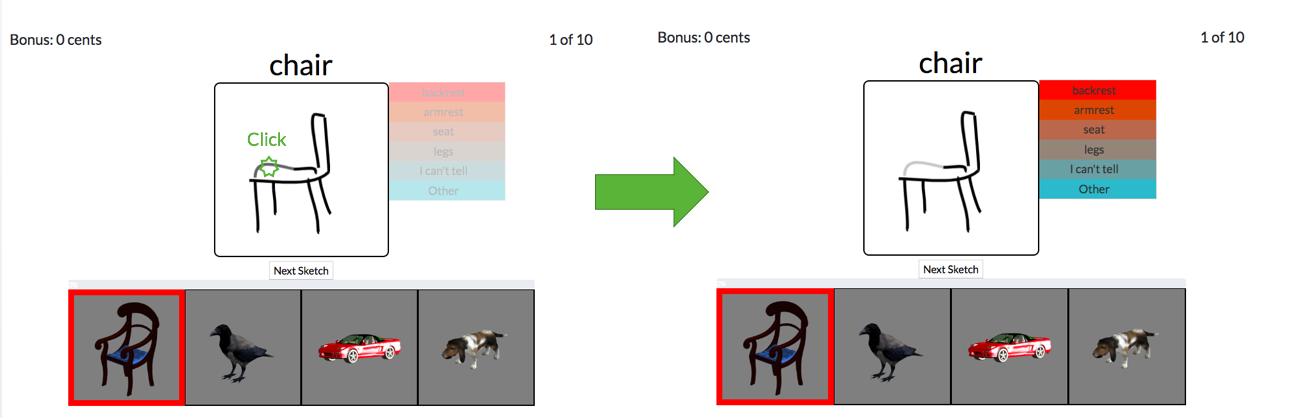 Bonus: 0 cents
1 of 10
chair
Click
backrest
armrest
seat
legs
I can't tell
Other
Next Sketch
Bonus: 0 cents
1 of 10
chair
backrest
armrest
seat
legs
I can't tell
Other
Next Sketch